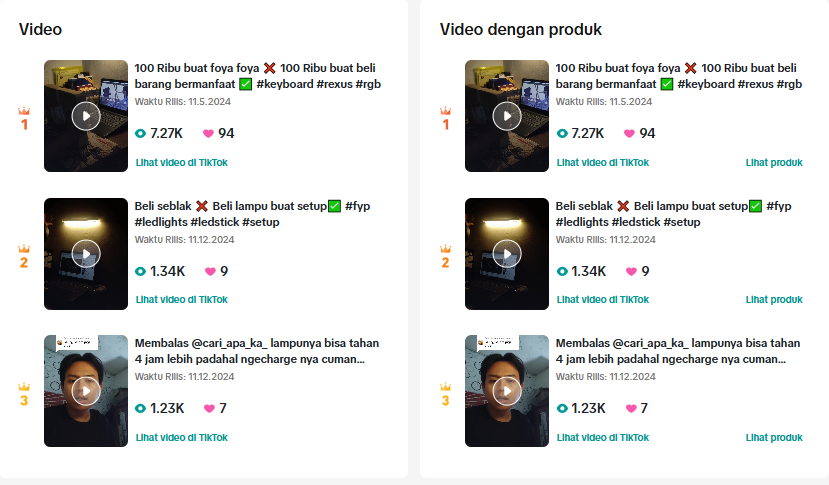 Video
1
100 Ribu buat foya foya ❌ 100 Ribu buat beli
barang bermanfaat ✅ #keyboard #rexus #rgb
Waktu Rilis: 11.5.2024
7.27K 94
Lihat video di TikTok
2
Beli seblak ❌ Beli lampu buat setup✅ #fyp
#ledlights #ledstick #setup
Waktu Rilis: 11.12.2024
1.34K 9
Lihat video di TikTok
3
Membalas @cari_apa_ka_ lampunya bisa tahan
4 jam lebih padahal ngecharge nya cuman...
Waktu Rilis: 11.12.2024
1.23K 7
Lihat video di TikTok
Video dengan produk
1
100 Ribu buat foya foya ❌ 100 Ribu buat beli
barang bermanfaat ✅ #keyboard #rexus #rgb
Waktu Rilis: 11.5.2024
7.27K 94
Lihat video di TikTok Lihat produk
2
Beli seblak ❌ Beli lampu buat setup✅ #fyp
#ledlights #ledstick #setup
Waktu Rilis: 11.12.2024
1.34K 9
Lihat video di TikTok Lihat produk
3
Membalas @cari_apa_ka_ lampunya bisa tahan
4 jam lebih padahal ngecharge nya cuman...
Waktu Rilis: 11.12.2024
1.23K 7
Lihat video di TikTok Lihat produk